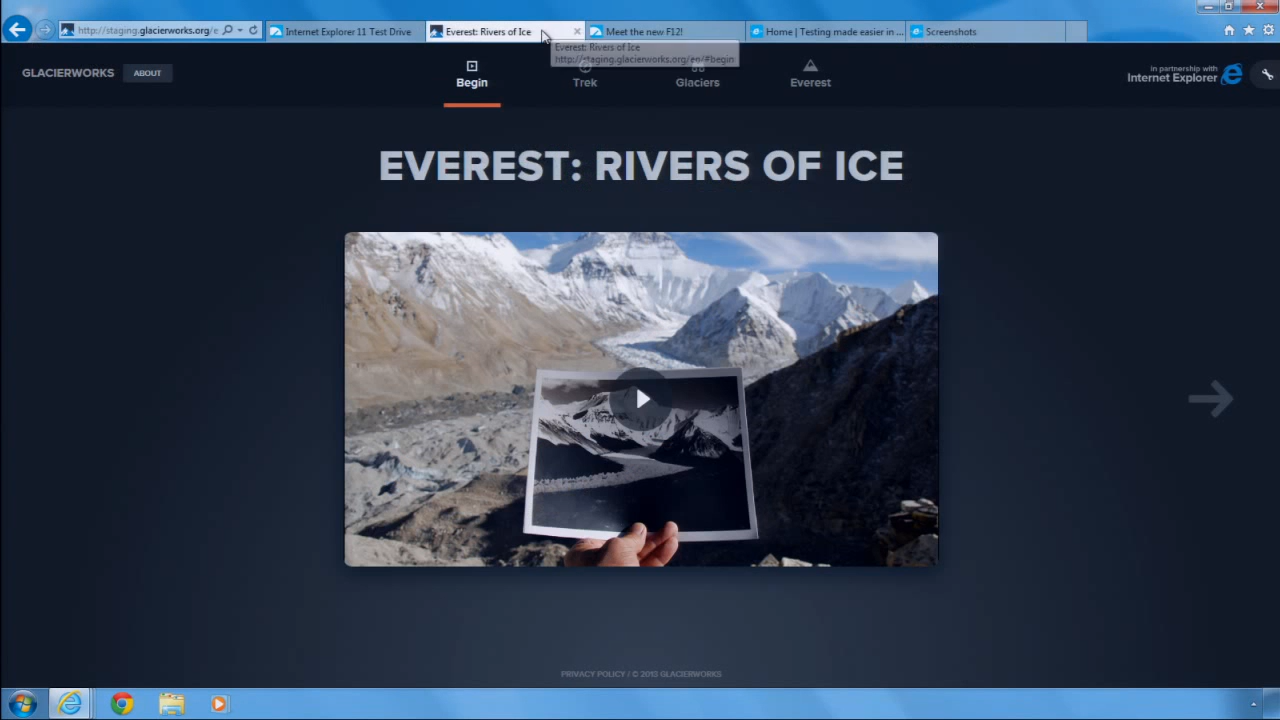 http://staging.glacierworks.org/e
Internet Explorer 11 Test Drive
Everest: Rivers of Ice
Meet the new F12!
Home | Testing made easier in ...
Screenshots
Everest: Rivers of Ice
http://staging.glacierworks.org/en/#begin
GLACIERWORKS
ABOUT
Begin
Trek
Glaciers
Everest
in partnership with
Internet Explorer
EVEREST: RIVERS OF ICE
PRIVACY POLICY / © 2013 GLACIERWORKS